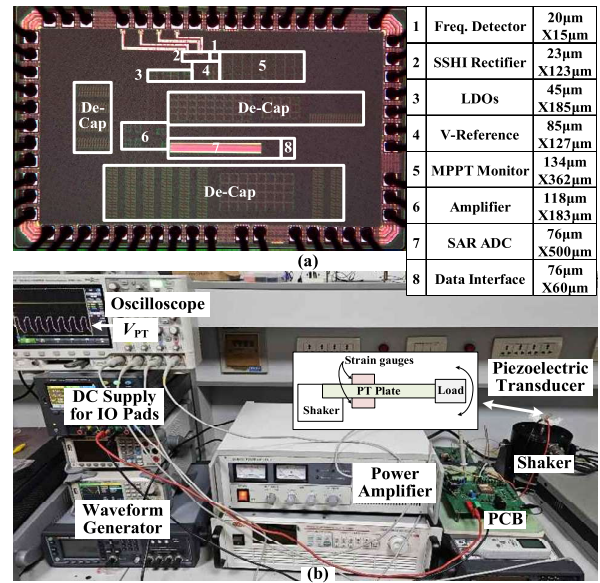 1 Freq. Detector 20μm X15μm
2 SSHI Rectifier 23μm X123μm
3 LDOs 45μm X185μm
4 V-Reference 85μm X127μm
5 MPPT Monitor 134μm X362μm
6 Amplifier 118μm X183μm
7 SAR ADC 76μm X500μm
8 Data Interface 76μm X60μm
1
2
3
4
5
De-
Cap
De-Cap
6
7
8
De-Cap
(a)
Oscilloscope
VPT
Strain gauges
PT Plate
Load
Shaker
Piezoelectric
Transducer
DC Supply
for IO Pads
Power
Amplifier
Shaker
Waveform
Generator
PCB
(b)